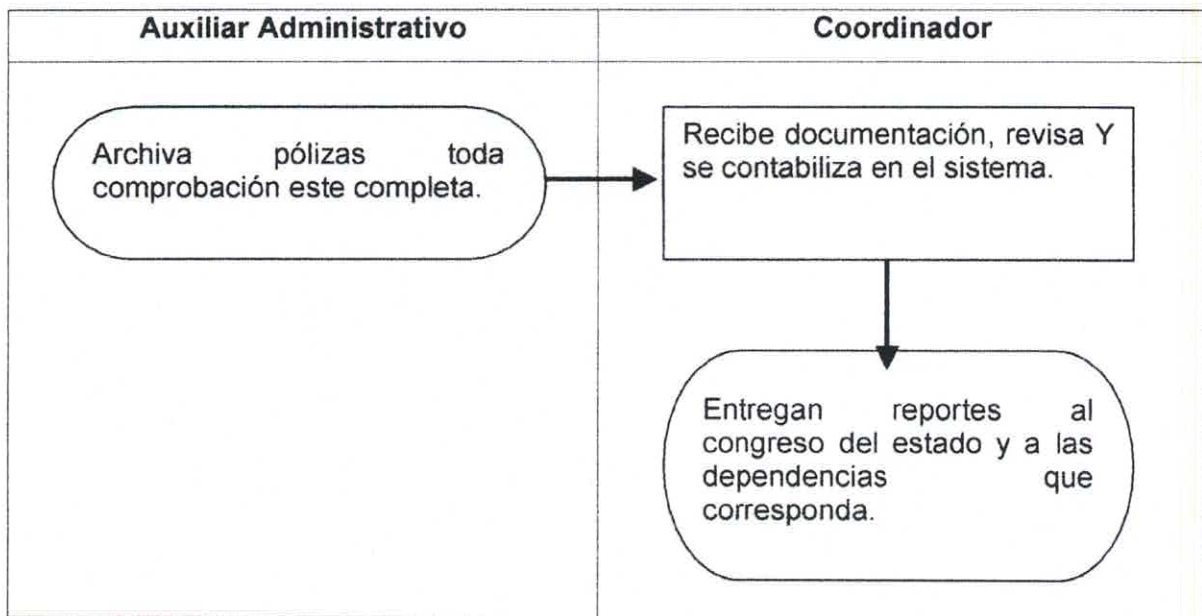 Auxiliar Administrativo
Coordinador
Archiva pólizas toda
comprobación este completa.
Recibe documentación, revisa Y
se contabiliza en el sistema.
Entregan reportes al
congreso del estado y a las
dependencias que
corresponda.